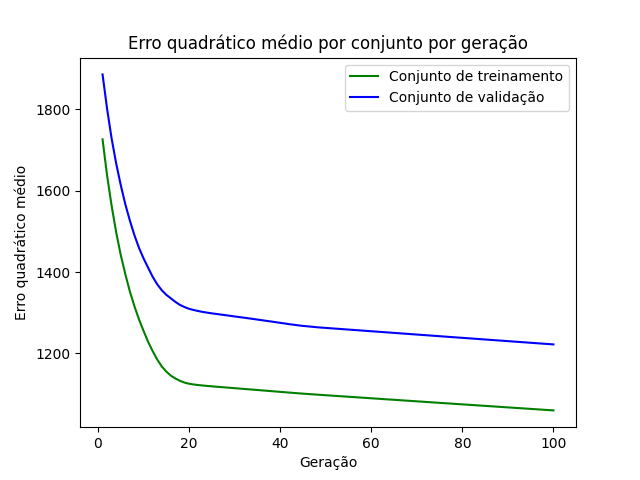 Erro quadrático médio por conjunto por geração
Conjunto de treinamento
Conjunto de validação
Erro quadrático médio
1800
1600
1400
1200
0 20 40 60 80 100
Geração